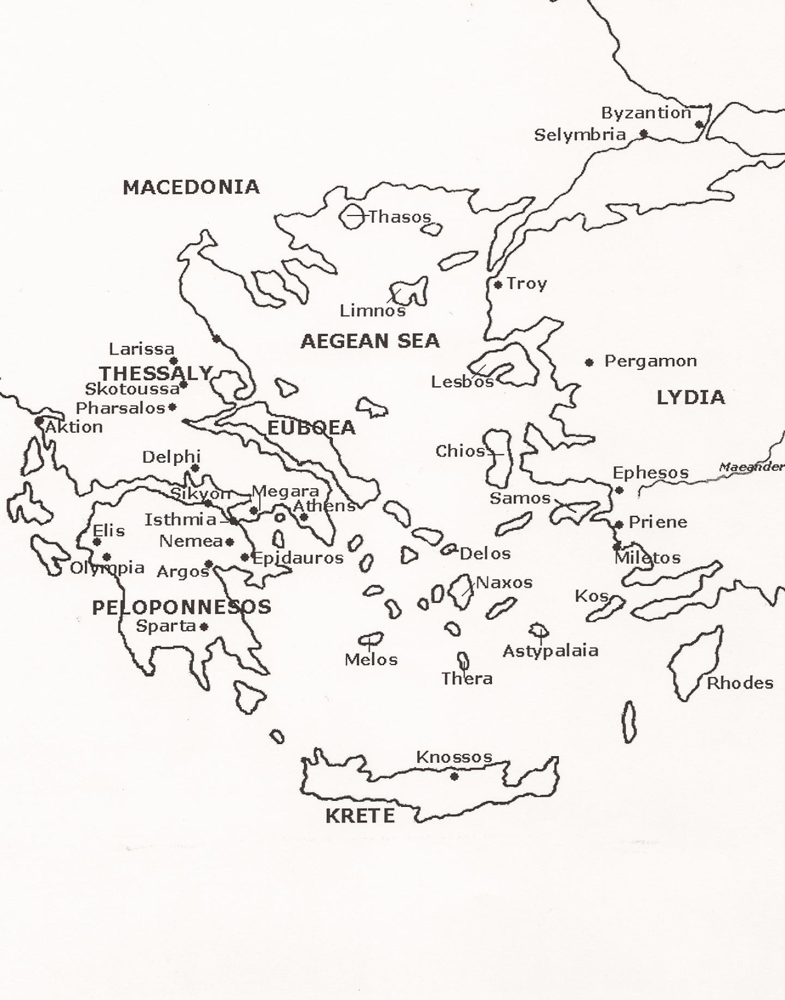 Byzantion
Selymbria
MACEDONIA
Thasos
Troy
Limnos
AEGEAN SEA
Larissa
Pergamon
THESSALY
Lesbos
Skotoussa
LYDIA
Pharsalos
Aktion
EUBOEA
Chios
Delphi
Maeander
Ephesos
Sikyon
Megara
Samos
Athens
Isthmia
Priene
Elis
Nemea
Delos
Epidauros
Miletos
Olympia
Argos
Naxos
Kos
PELOPONNESOS
Sparta
Astypalaia
Melos
Thera
Rhodes
Knossos
KRETE